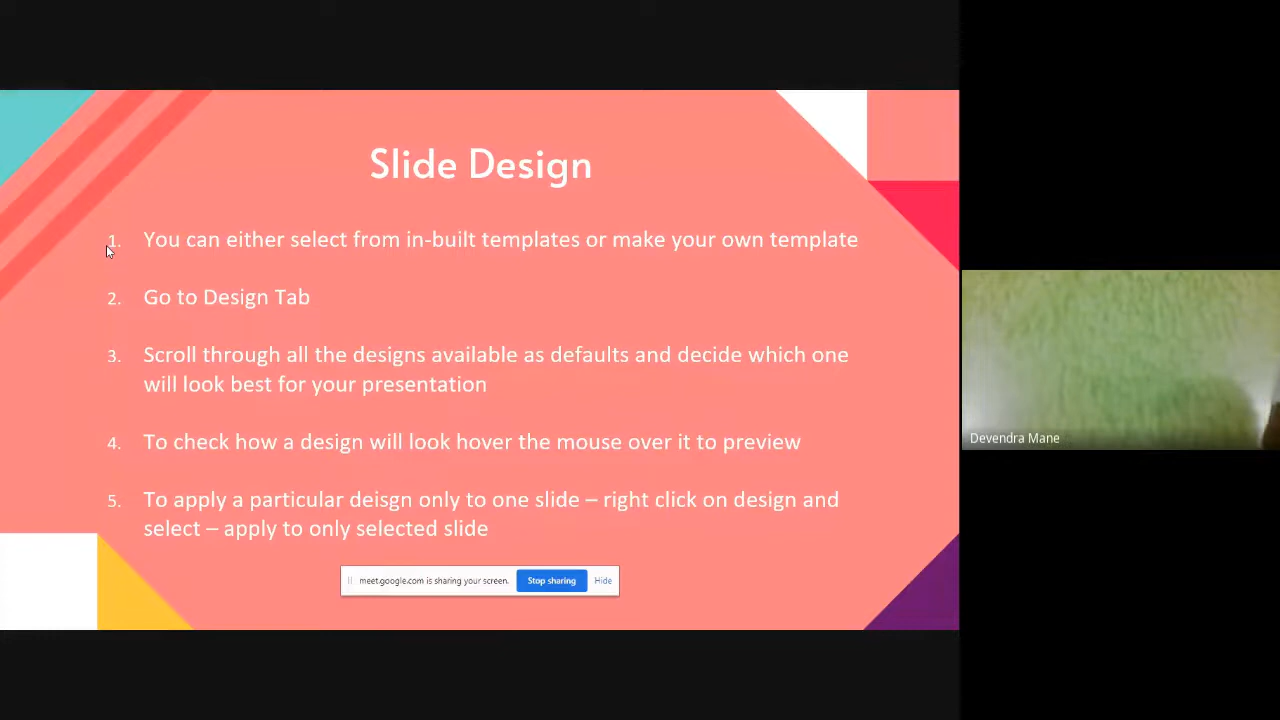 Slide Design
1. You can either select from in-built templates or make your own template
2. Go to Design Tab
3. Scroll through all the designs available as defaults and decide which one
will look best for your presentation
4. To check how a design will look hover the mouse over it to preview
5. To apply a particular deisgn only to one slide – right click on design and
select – apply to only selected slide
meet.google.com is sharing your screen. Stop sharing Hide
Devendra Mane